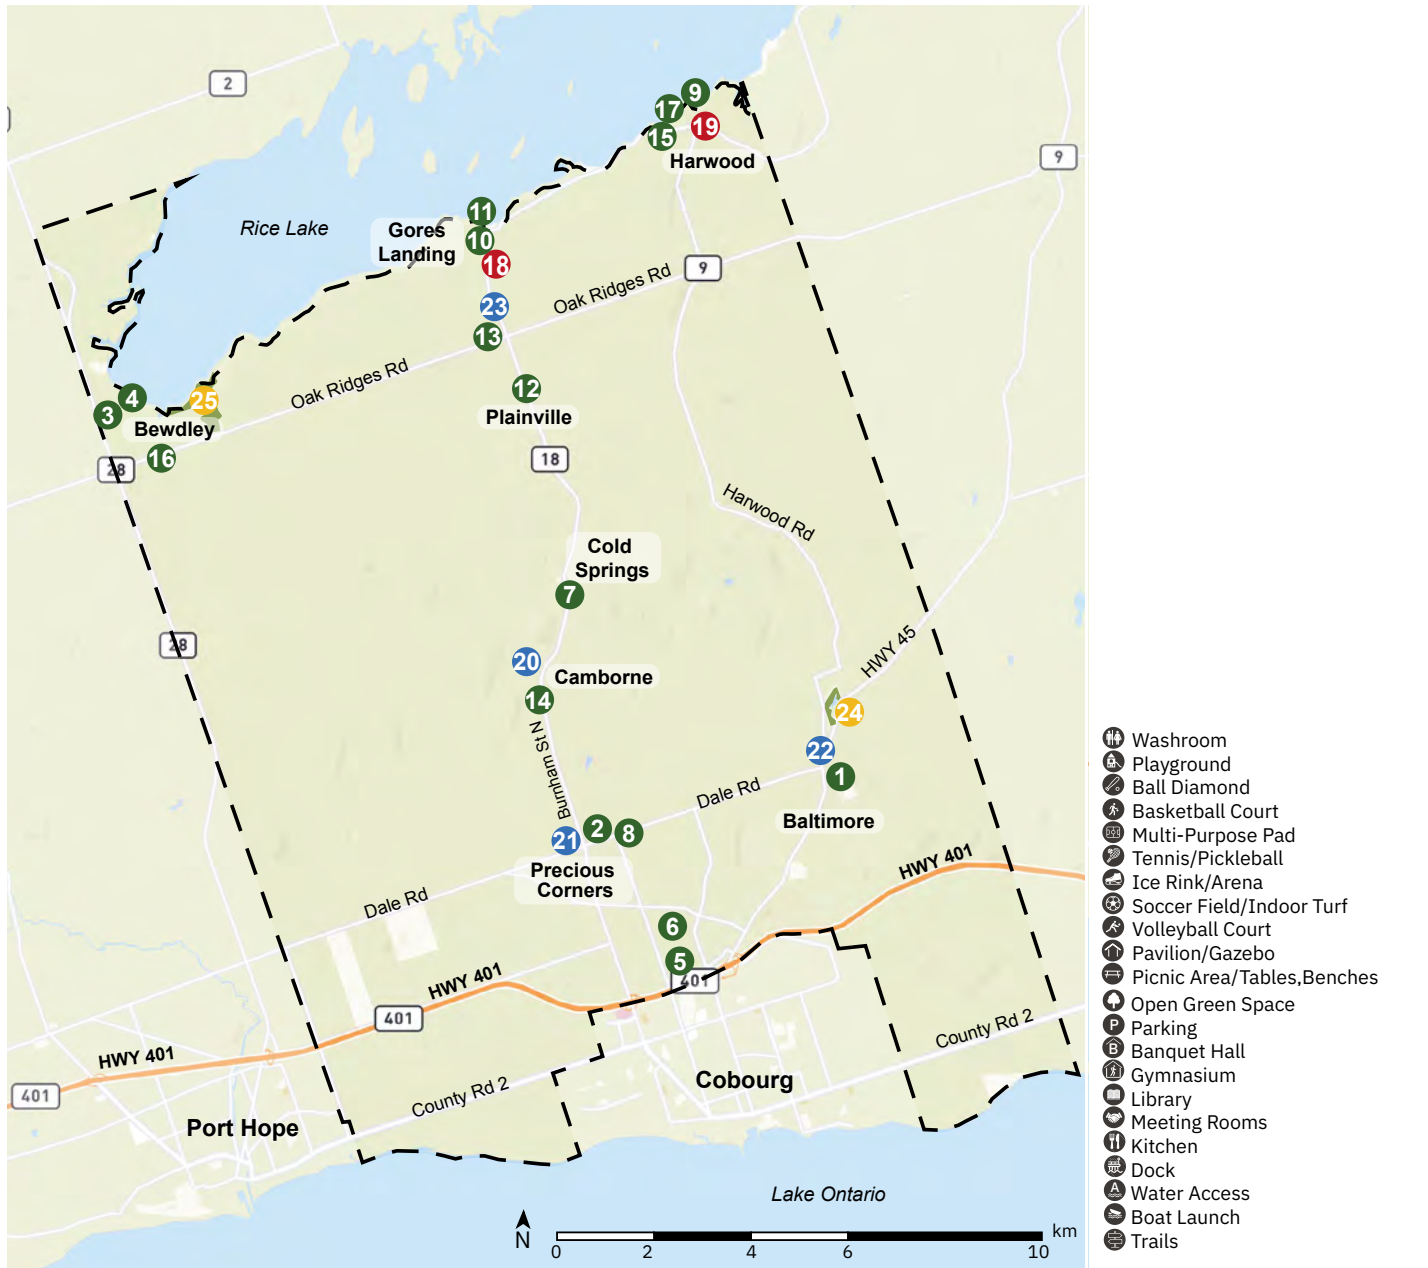 2
9
17
19
15
Harwood
9
11
Rice Lake
Gores
Landing
10
18
9
Oak Ridges Rd
23
13
Oak Ridges Rd
12
Plainville
4
3
25
Bewdley
16
28
18
Harwood Rd
Cold
Springs
7
28
HWY 45
20
Camborne
14
24
Burnham St N
22
1
Dale Rd
Baltimore
2
8
21
Precious
Corners
HWY 401
Dale Rd
6
5
401
HWY 401
401
County Rd 2
HWY 401
401
Cobourg
County Rd 2
Port Hope
Lake Ontario
N
0
2
4
6
10
km
Washroom
Playground
Ball Diamond
Basketball Court
Multi-Purpose Pad
Tennis/Pickleball
Ice Rink/Arena
Soccer Field/Indoor Turf
Volleyball Court
Pavilion/Gazebo
Picnic Area/Tables,Benches
Open Green Space
P Parking
B Banquet Hall
Gymnasium
Library
Meeting Rooms
Kitchen
Dock
A Water Access
Boat Launch
Trails